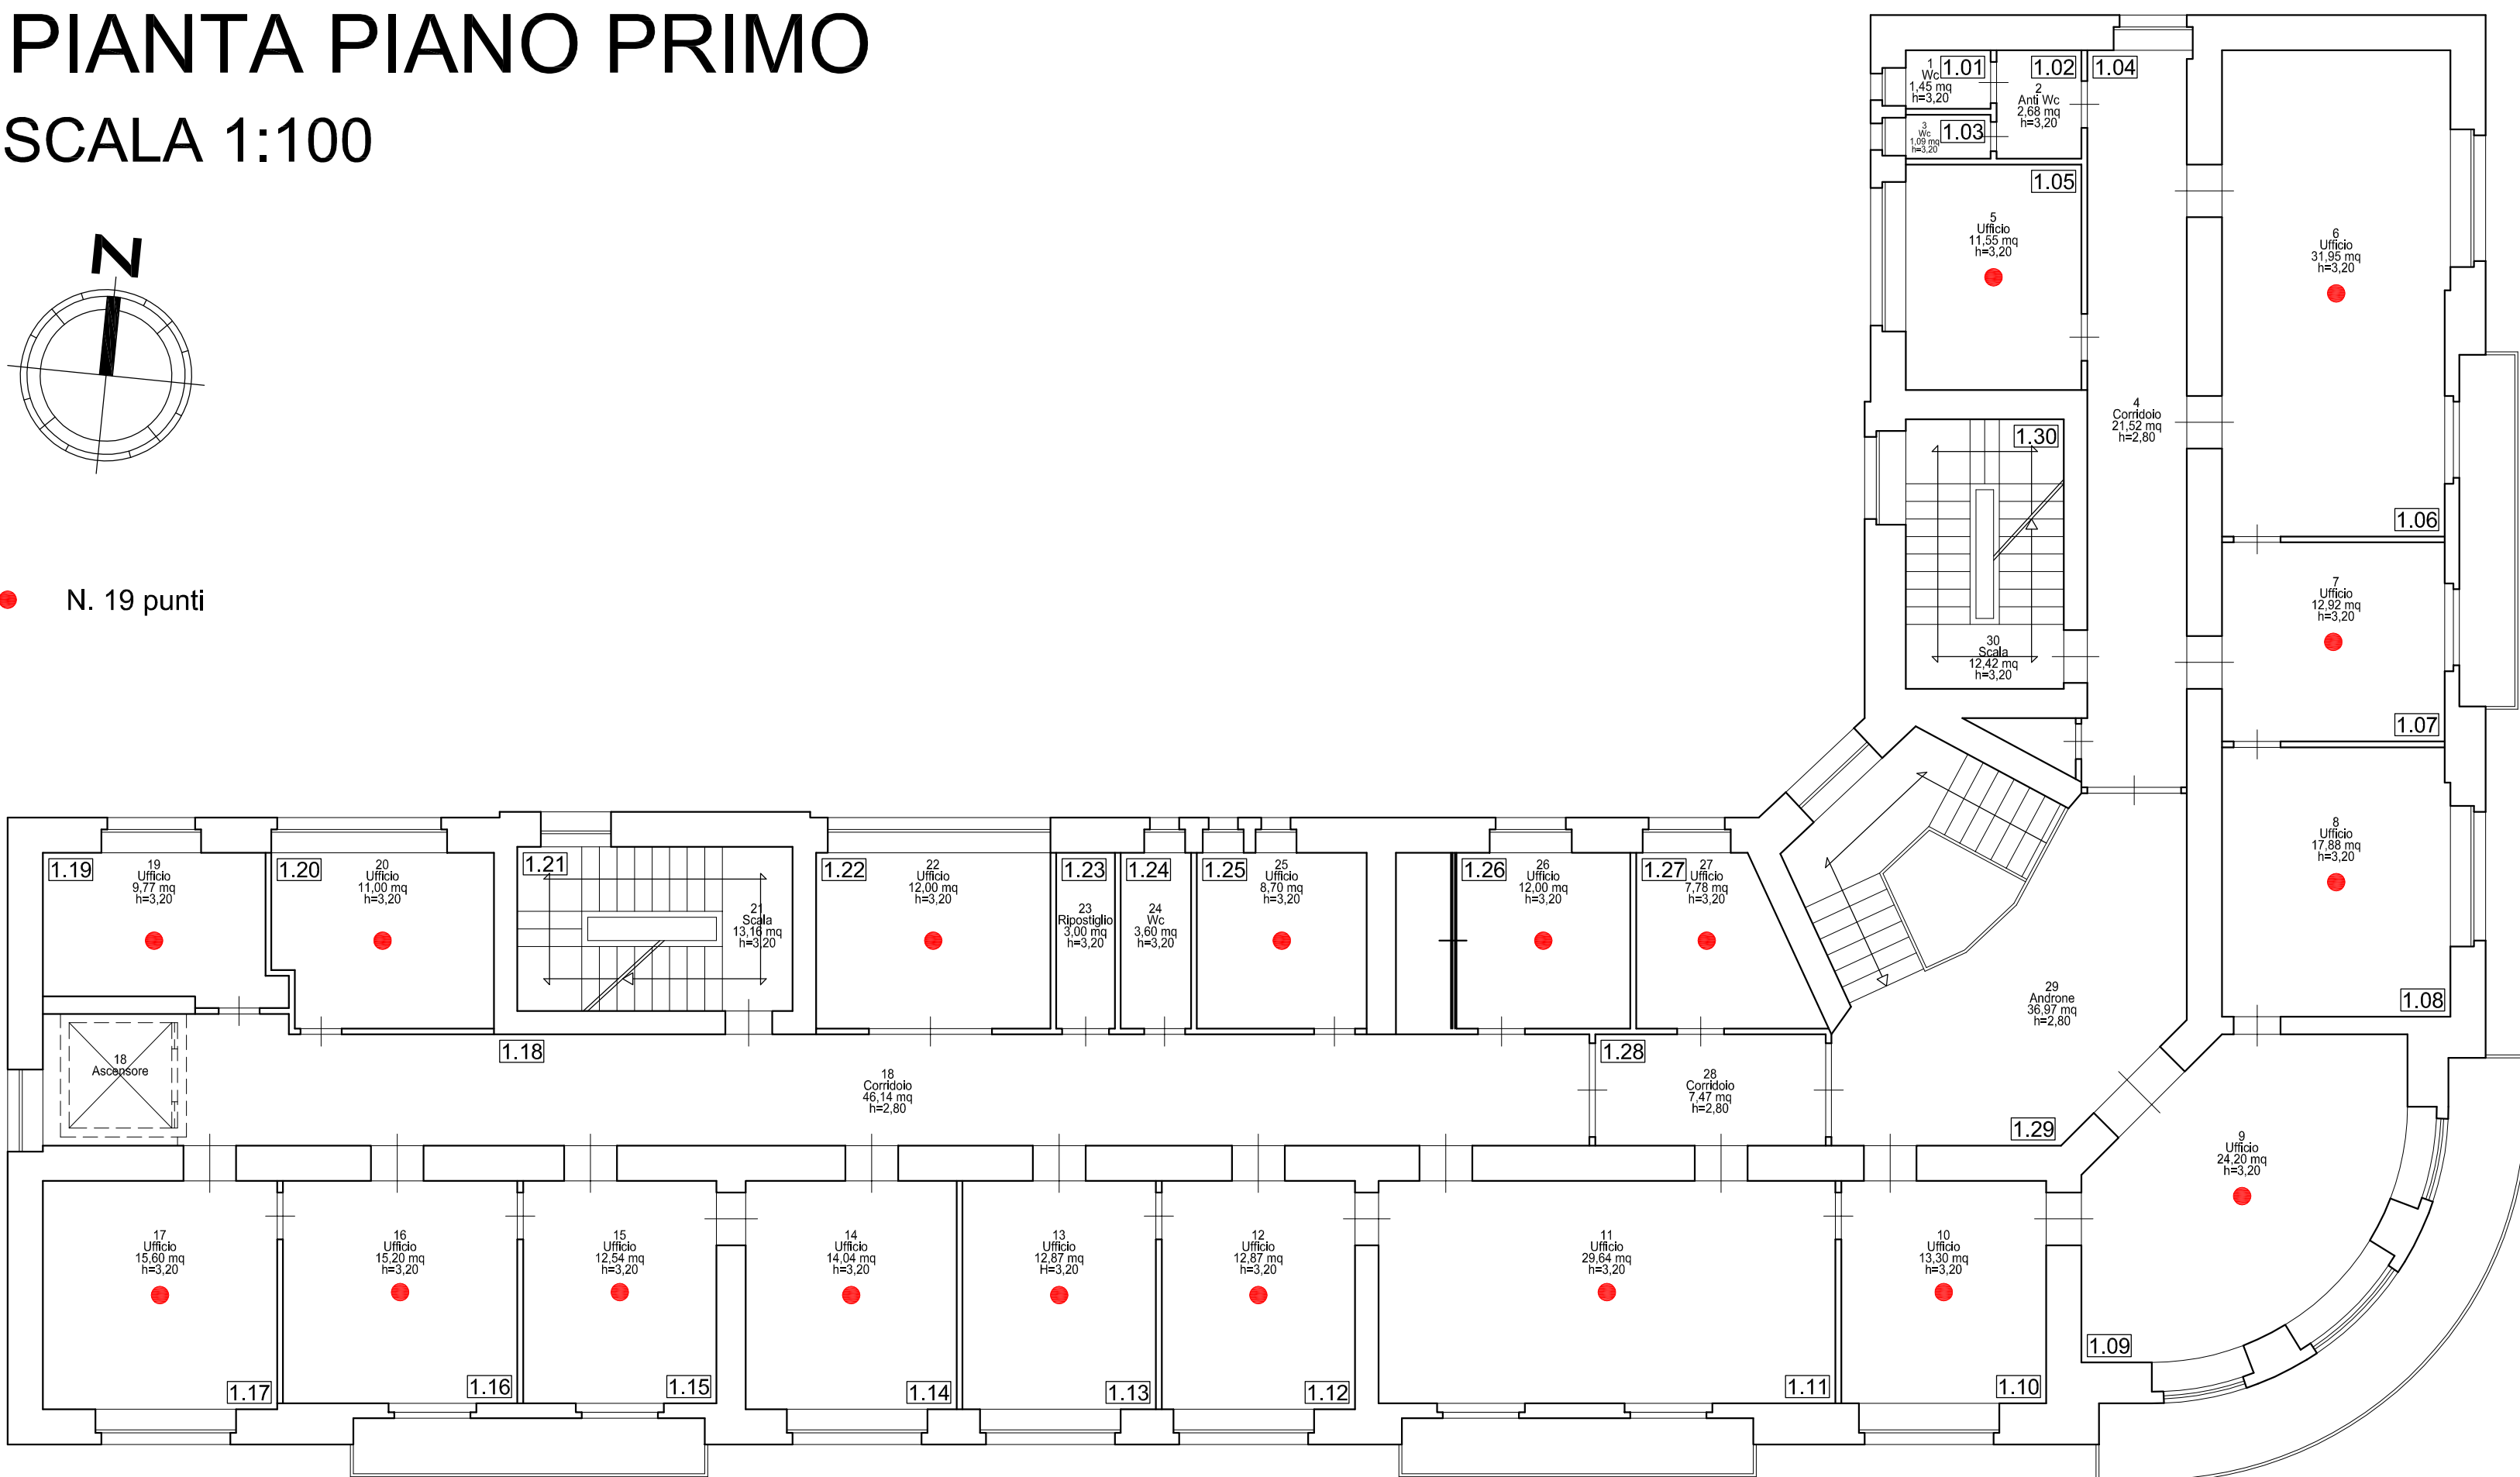 PIANTA PIANO PRIMO
SCALA 1:100
N
N. 19 punti
1
Wc
1,45 mq
h=3,20
1.01
2
Anti Wc
2,68 mq
h=3,20
1.02
3
Wc
1,09 mq
h=3,20
1.03
1.04
4
Corridoio
21,52 mq
h=2,80
1.05
5
Ufficio
11,55 mq
h=3,20
6
Ufficio
31,95 mq
h=3,20
1.06
1.30
30
Scala
12,42 mq
h=3,20
7
Ufficio
12,92 mq
h=3,20
1.07
8
Ufficio
17,88 mq
h=3,20
1.08
1.19
19
Ufficio
9,77 mq
h=3,20
1.20
20
Ufficio
11,00 mq
h=3,20
1.21
21
Scala
13,16 mq
h=3,20
1.22
22
Ufficio
12,00 mq
h=3,20
1.23
23
Ripostiglio
3,00 mq
h=3,20
1.24
24
Wc
3,60 mq
h=3,20
1.25
25
Ufficio
8,70 mq
h=3,20
1.26
26
Ufficio
12,00 mq
h=3,20
1.27
27
Ufficio
7,78 mq
h=3,20
29
Androne
36,97 mq
h=2,80
1.29
18
Ascensore
1.18
18
Corridoio
46,14 mq
h=2,80
1.28
28
Corridoio
7,47 mq
h=2,80
9
Ufficio
24,20 mq
h=3,20
1.09
17
Ufficio
15,60 mq
h=3,20
1.17
16
Ufficio
15,20 mq
h=3,20
1.16
15
Ufficio
12,54 mq
h=3,20
1.15
14
Ufficio
14,04 mq
h=3,20
1.14
13
Ufficio
12,87 mq
H=3,20
1.13
12
Ufficio
12,87 mq
h=3,20
1.12
11
Ufficio
29,64 mq
h=3,20
1.11
10
Ufficio
13,30 mq
h=3,20
1.10